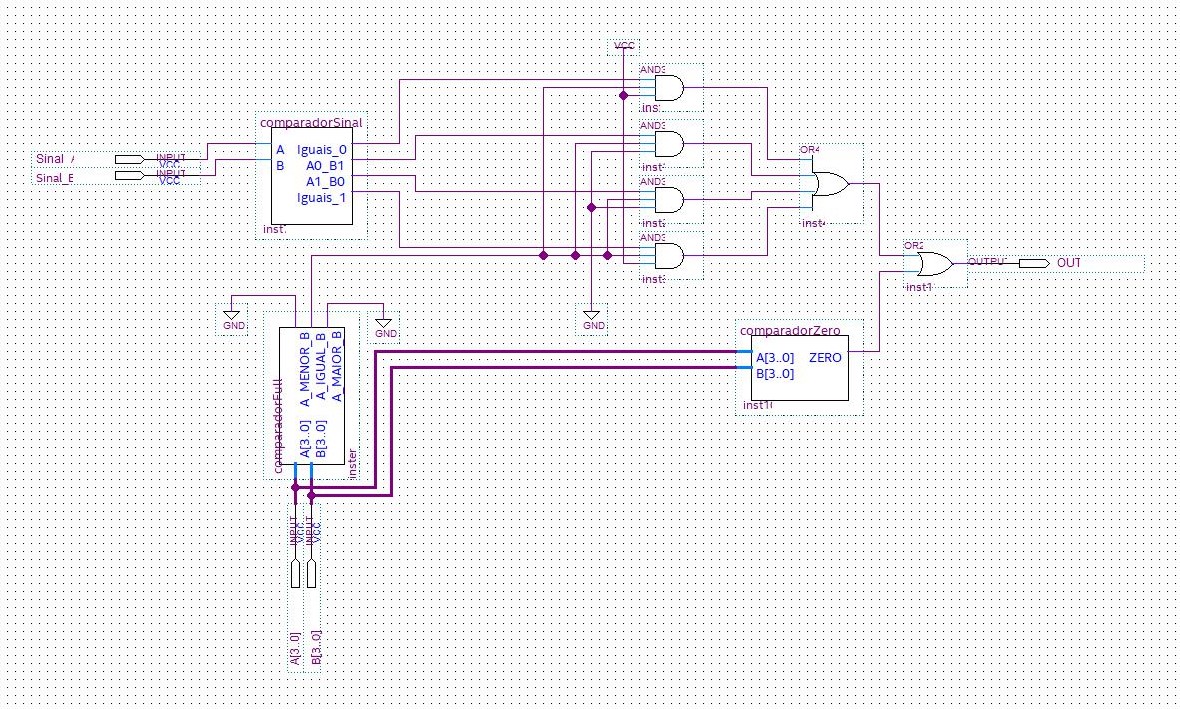 VCC
AND3
comparadorSinal
A
B
Iguais_0
A0_B1
A1_B0
Iguais_1
inst
Sinal_A
INPUT
VCC
Sinal_B
INPUT
VCC
AND3
inst
AND3
inst
AND3
inst
OR4
inst
OR2
inst1
OUTPUT
OUT
GND
GND
GND
comparadorFull
A_MENOR_B
A_IGUAL_B
A_MAIOR_B
A[3..0]
B[3..0]
inster
comparadorZero
A[3..0]
B[3..0]
ZERO
INPUT
VCC
INPUT
VCC
A[3..0]
B[3..0]